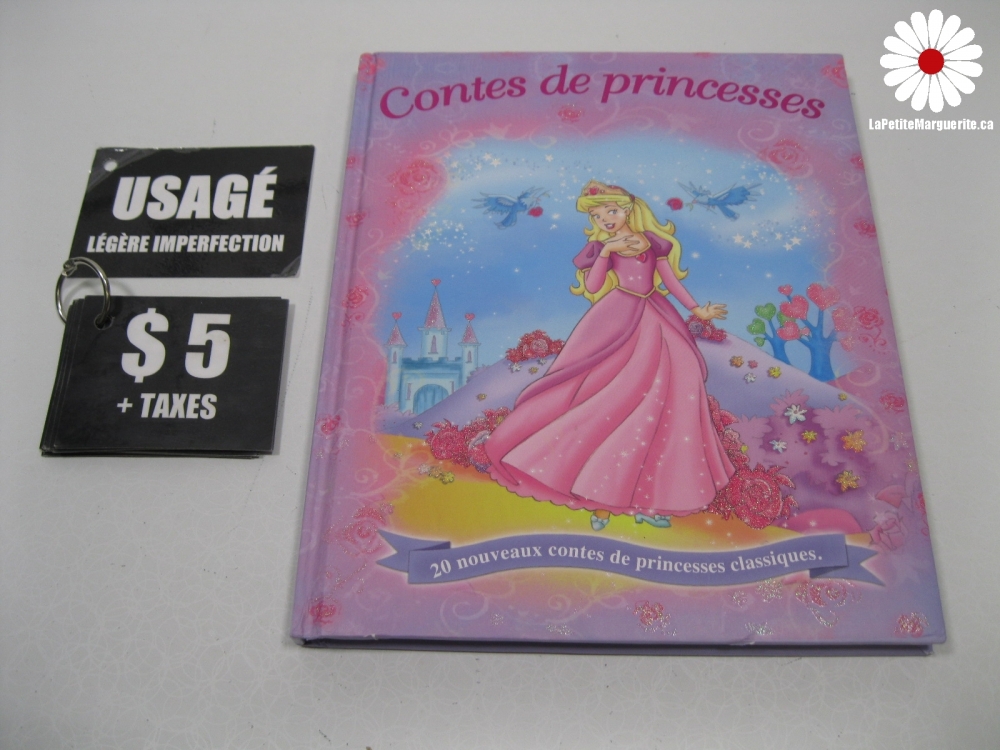 LaPetiteMarguerite.ca
Contes de princesses
USAGÉ
LÉGÈRE IMPERFECTION
$ 5
+ TAXES
20 nouveaux contes de princesses classiques.